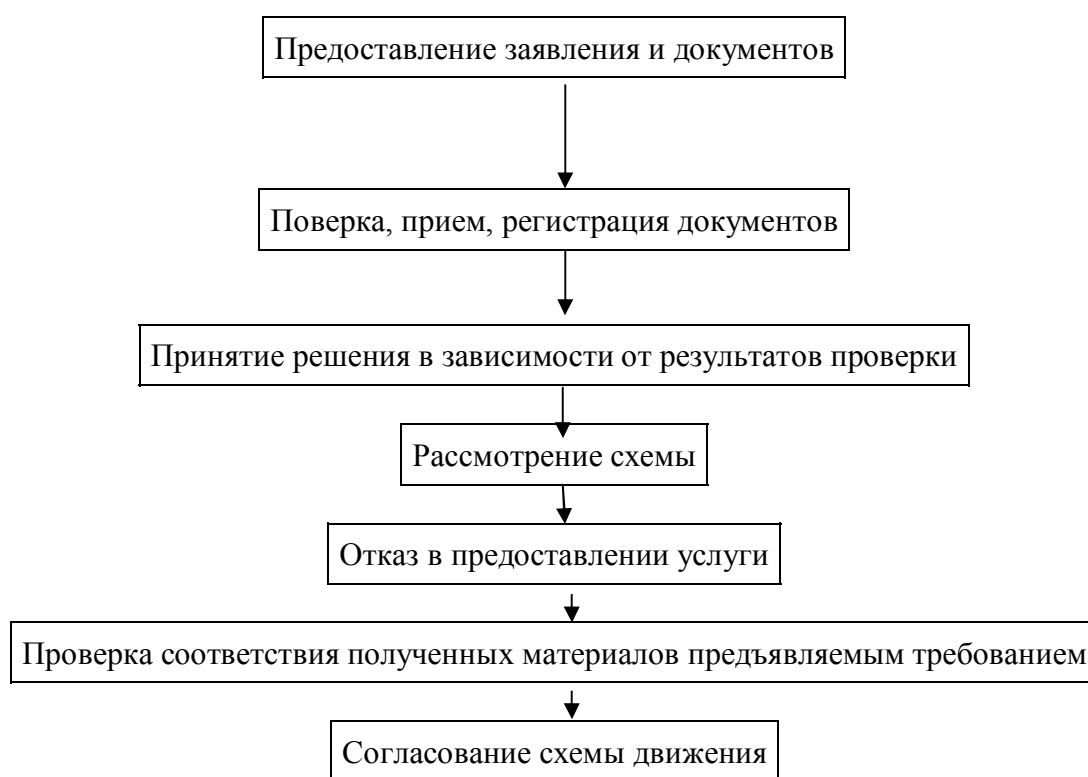 Предоставление заявления и документов
Поверка, прием, регистрация документов
Принятие решения в зависимости от результатов проверки
Рассмотрение схемы
Отказ в предоставлении услуги
Проверка соответствия полученных материалов предъявляемым требованием
Согласование схемы движения